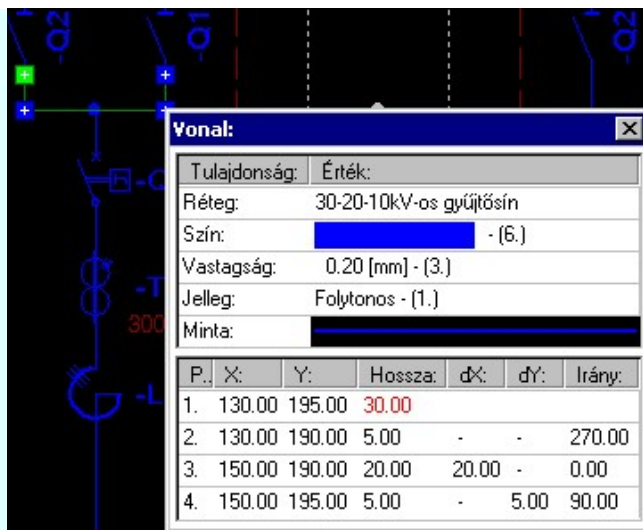 -Q2
-Q1
-Q2
Vonal:
Tulajdonság: Érték:
Réteg: 30-20-10kV-os gyűjtősín
Szín: - (6.)
Vastagság: 0.20 [mm] - (3.)
Jelleg: Folytonos - (1.)
Minta:
P.. X: Y: Hossza: dX: dY: Irány:
1. 130.00 195.00 30.00
2. 130.00 190.00 5.00 - - 270.00
3. 150.00 190.00 20.00 20.00 - 0.00
4. 150.00 195.00 5.00 - 5.00 90.00
-T
300
-L